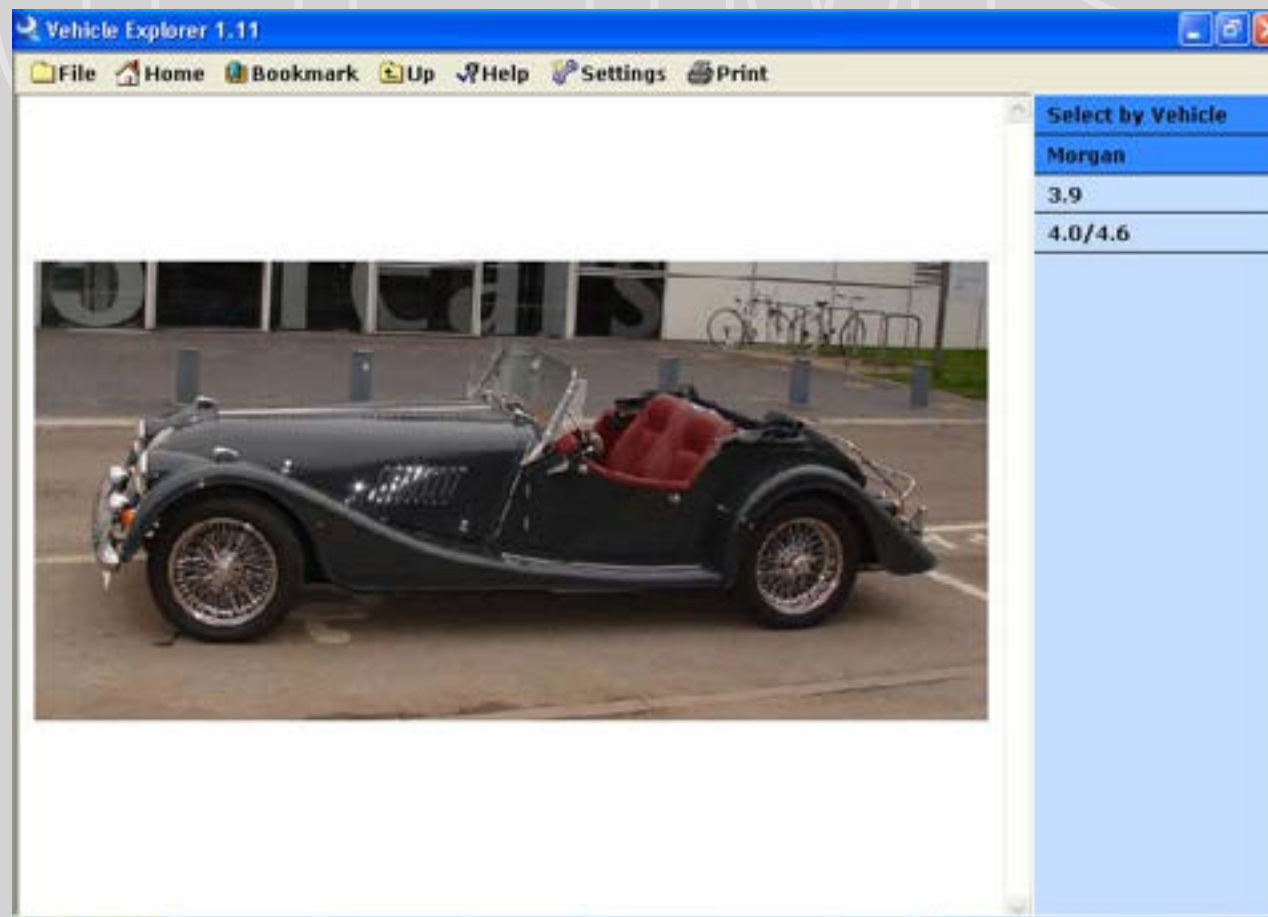 Vehicle Explorer 1.11
File Home Bookmark Up Help Settings Print
Select by Vehicle
Morgan
3.9
4.0/4.6